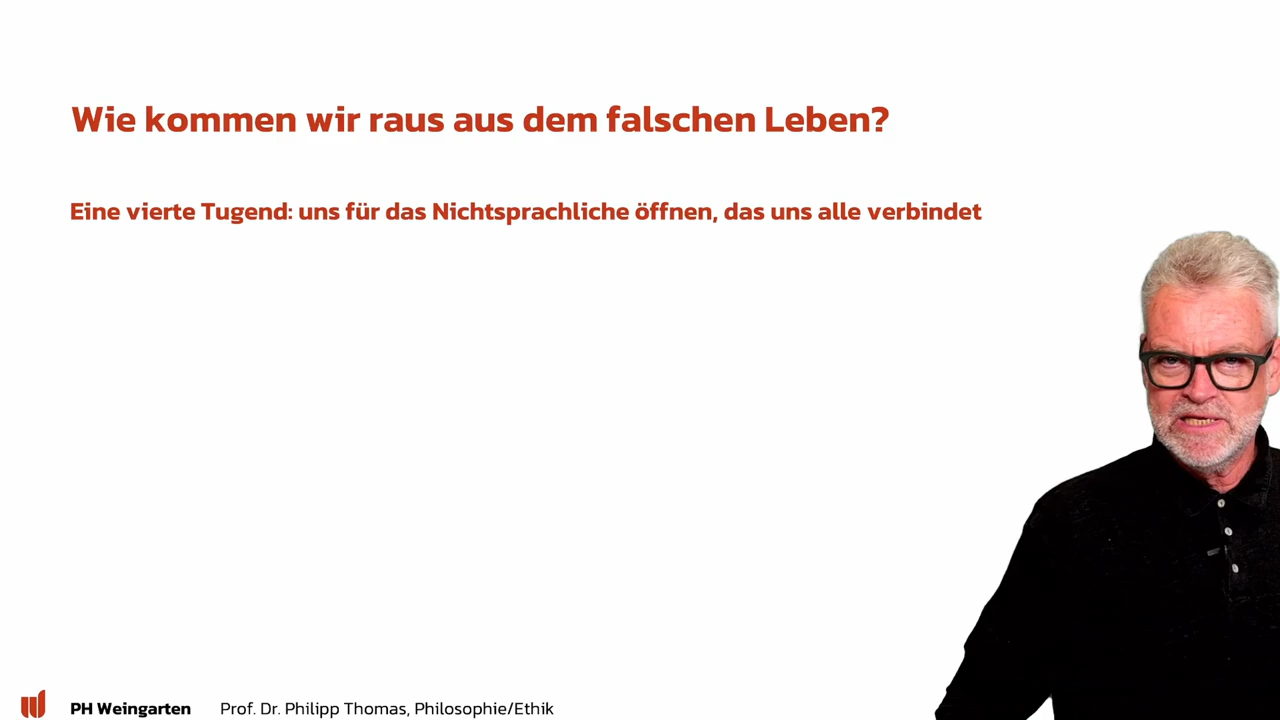 Wie kommen wir raus aus dem falschen Leben?
Eine vierte Tugend: uns für das Nichtsprachliche öffnen, das uns alle verbindet
PH Weingarten Prof. Dr. Philipp Thomas, Philosophie/Ethik